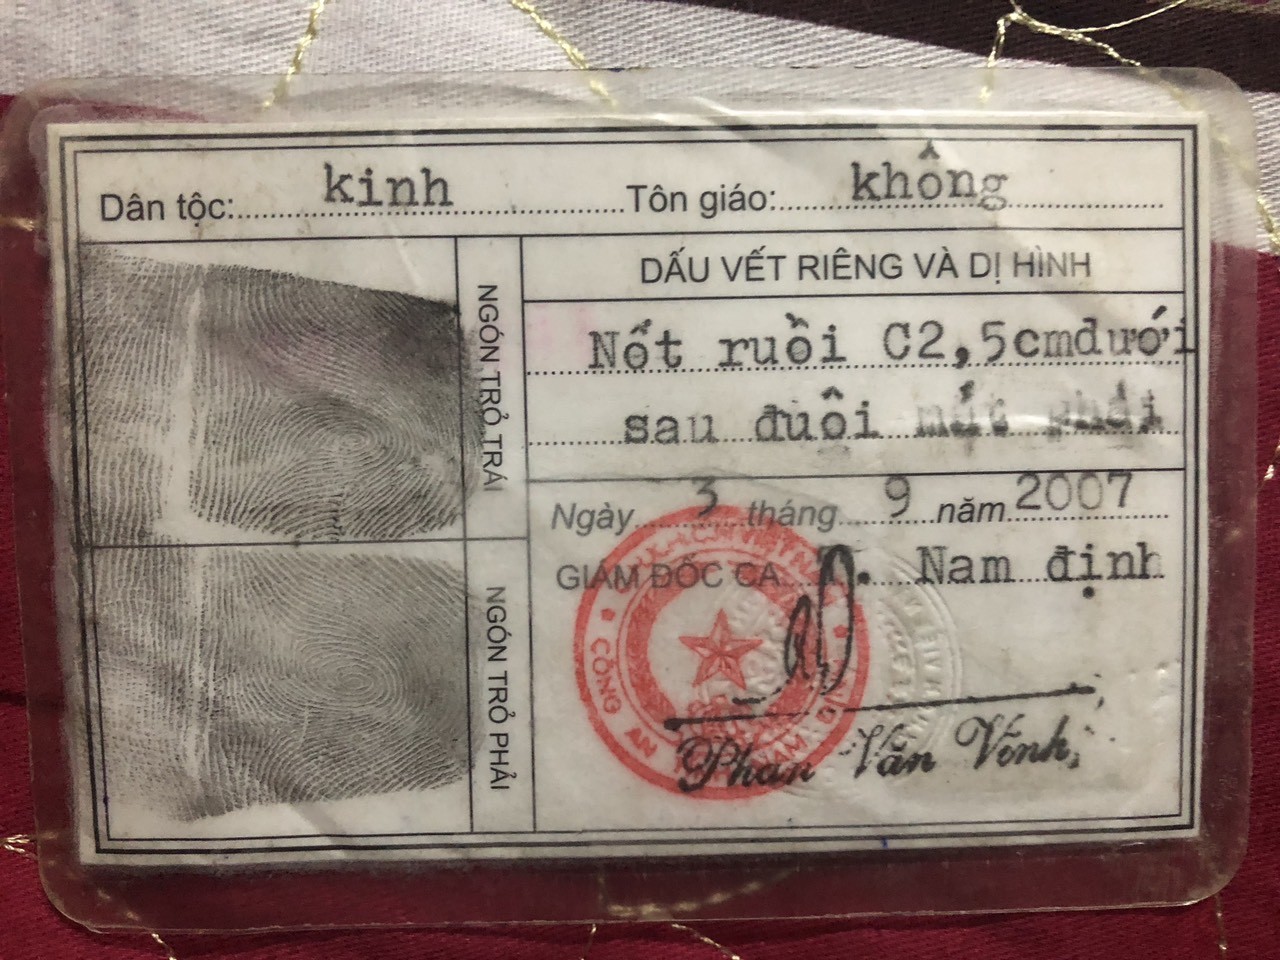 Dân tộc: kinh Tôn giáo: không
NGÓN TRỎ TRÁI
DẤU VẾT RIÊNG VÀ DỊ HÌNH
Nốt ruồi C2,5cmdưới
sau đuôi mắt phải
Ngày 3 tháng 9 năm 2007
GIÁM ĐỐC CA T. Nam định
NGÓN TRỎ PHẢI
CÔNG AN
Phan Văn Vĩnh